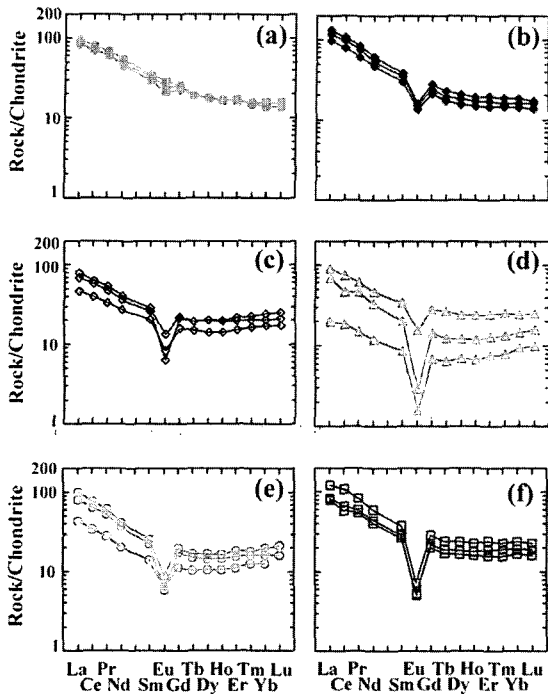 200
100
10
1
Rock/Chondrite
(a)
(b)
200
100
10
1
Rock/Chondrite
(c)
(d)
200
100
10
1
Rock/Chondrite
(e)
(f)
La Pr Eu Tb Ho Tm Lu La Pr Eu Tb Ho Tm Lu
Ce Nd Sm Gd Dy Er Yb Ce Nd Sm Gd Dy Er Yb